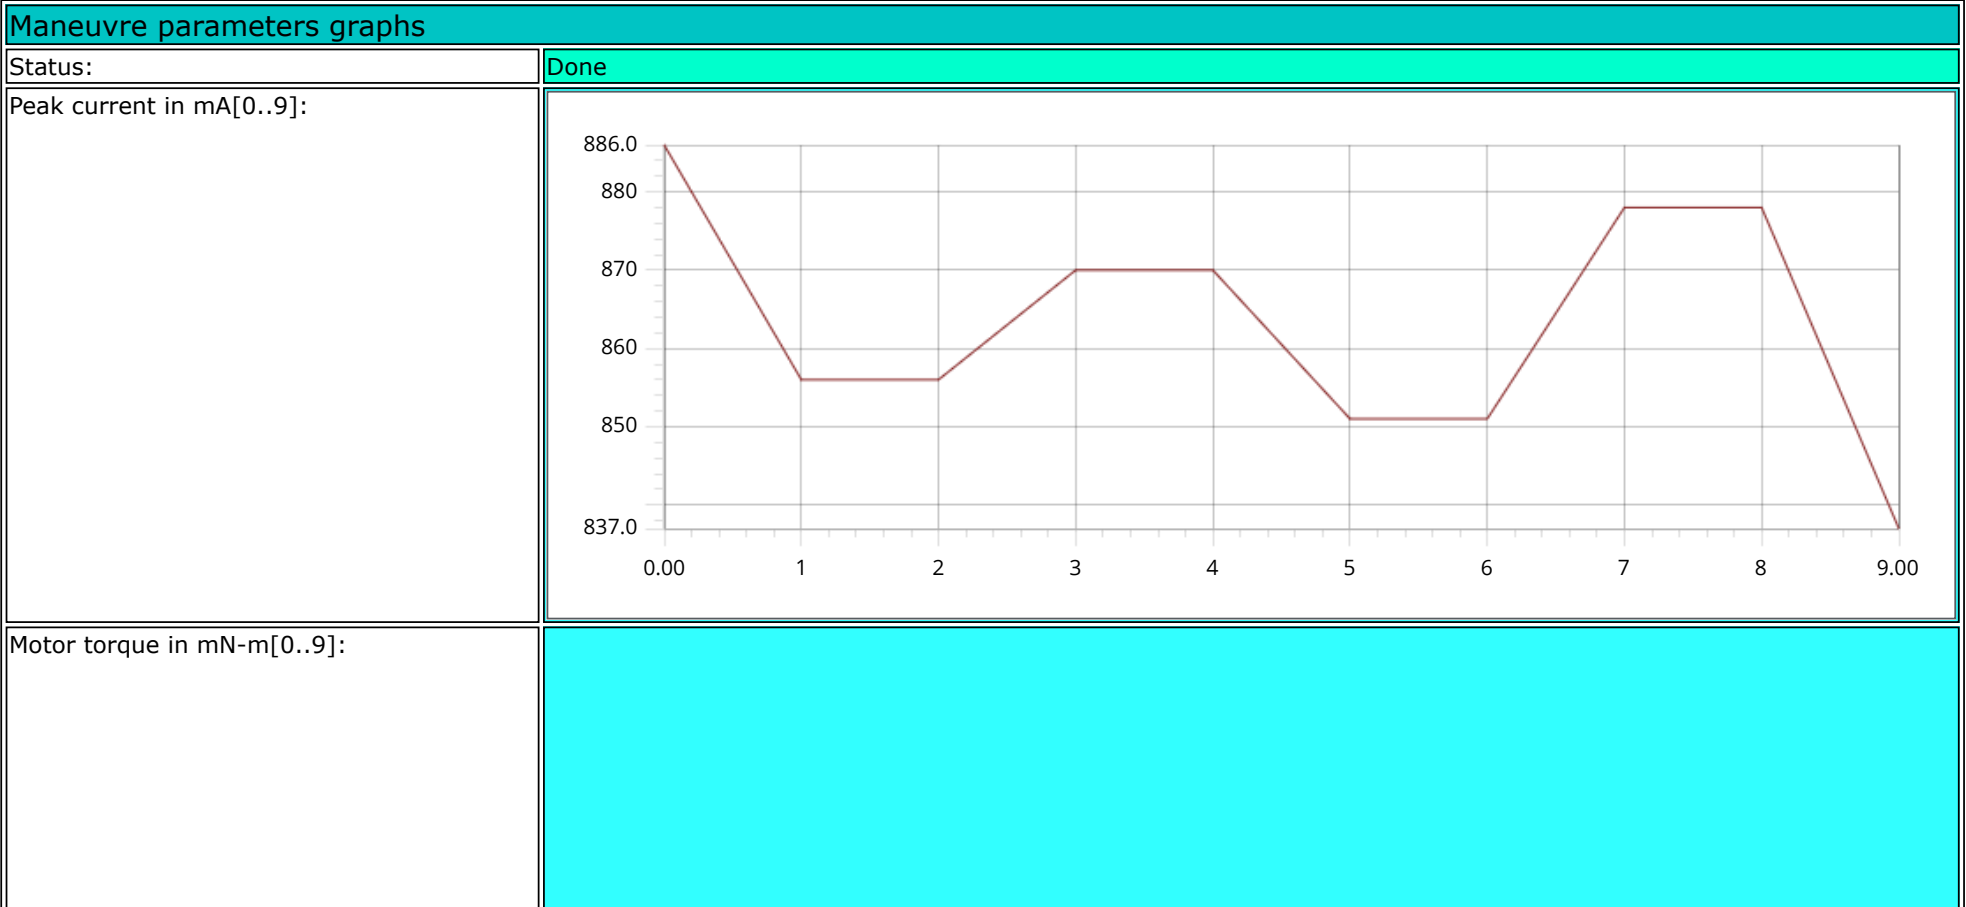 Maneuvre parameters graphs
Status:
Done
Peak current in mA[0..9]:
886.0
880
870
860
850
837.0
0.00 1 2 3 4 5 6 7 8 9.00
Motor torque in mN-m[0..9]: